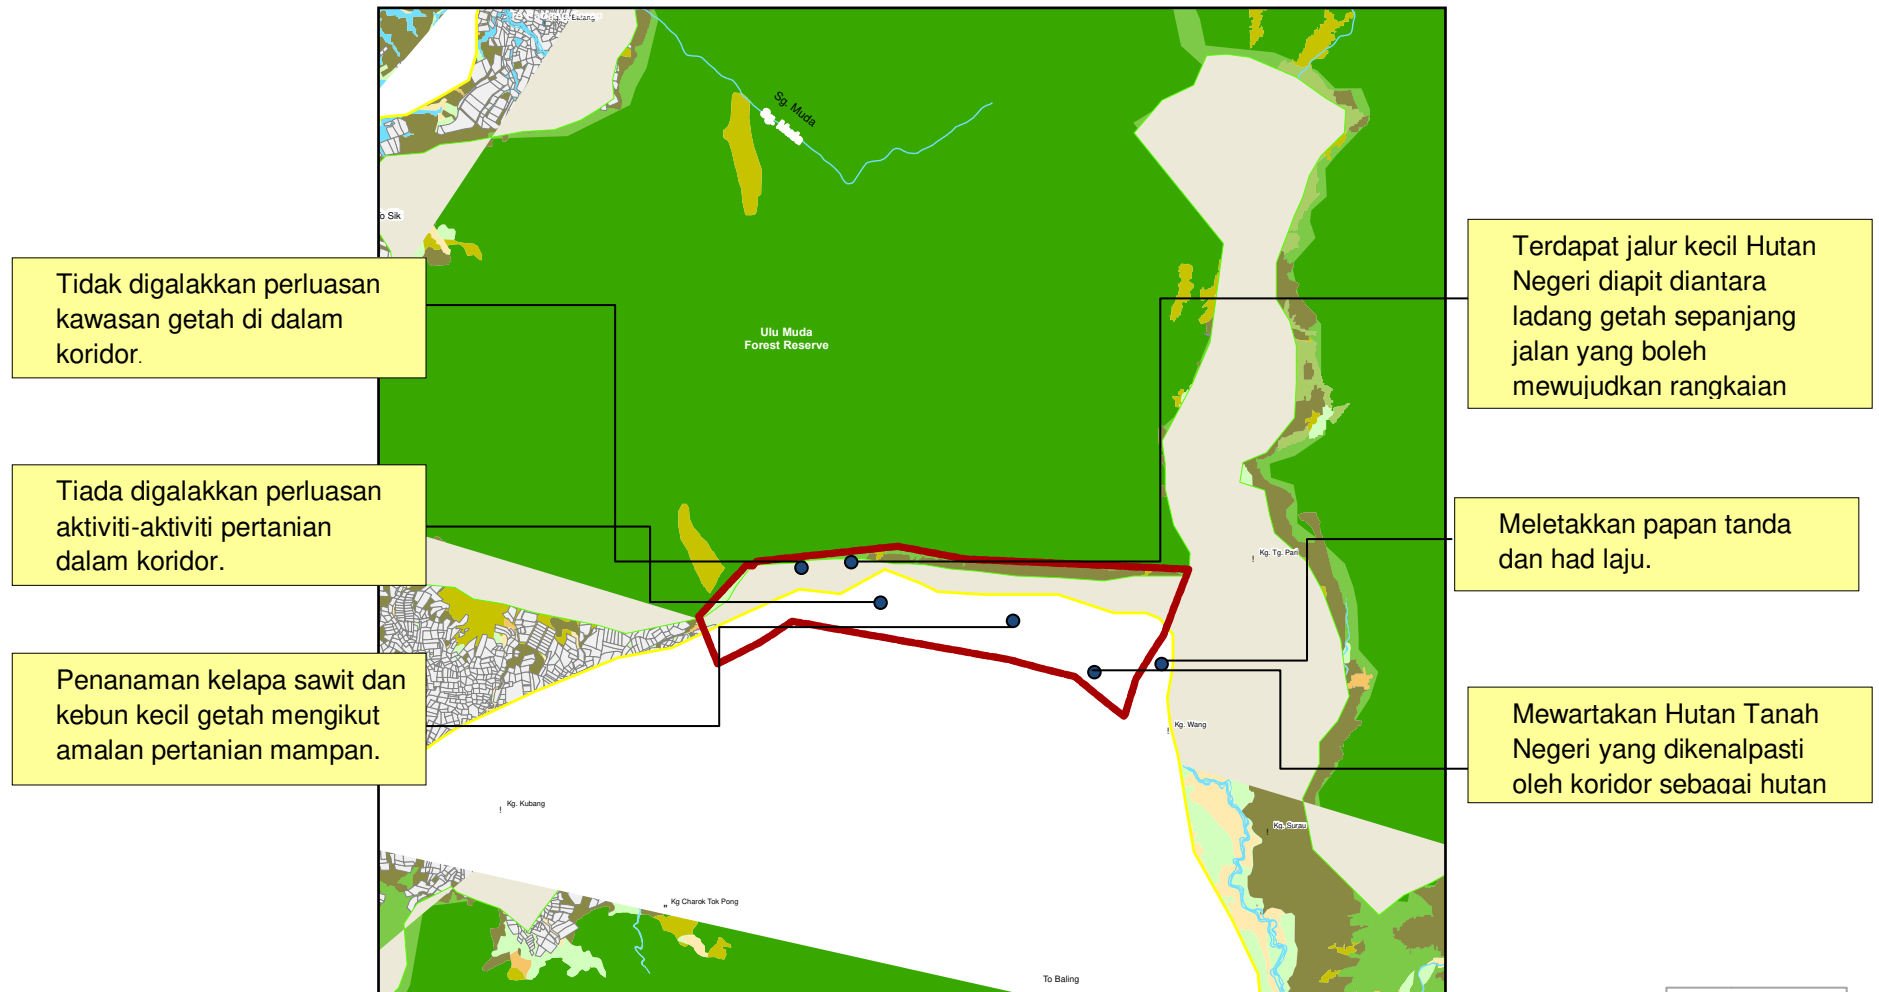 Sg. Muda
To Sik
Ulu Muda
Forest Reserve
Tidak digalakkan perluasan
kawasan getah di dalam
koridor.
Tiada digalakkan perluasan
aktiviti-aktiviti pertanian
dalam koridor.
Penanaman kelapa sawit dan
kebun kecil getah mengikut
amalan pertanian mampan.
Terdapat jalur kecil Hutan
Negeri diapit diantara
ladang getah sepanjang
jalan yang boleh
mewujudkan rangkaian
Meletakkan papan tanda
dan had laju.
Mewartakan Hutan Tanah
Negeri yang dikenalpasti
oleh koridor sebagai hutan
Kg. Tg. Pari
Kg. Wang
Kg. Kubang
Kg. Surau
Kg Charok Tok Pong
To Baling